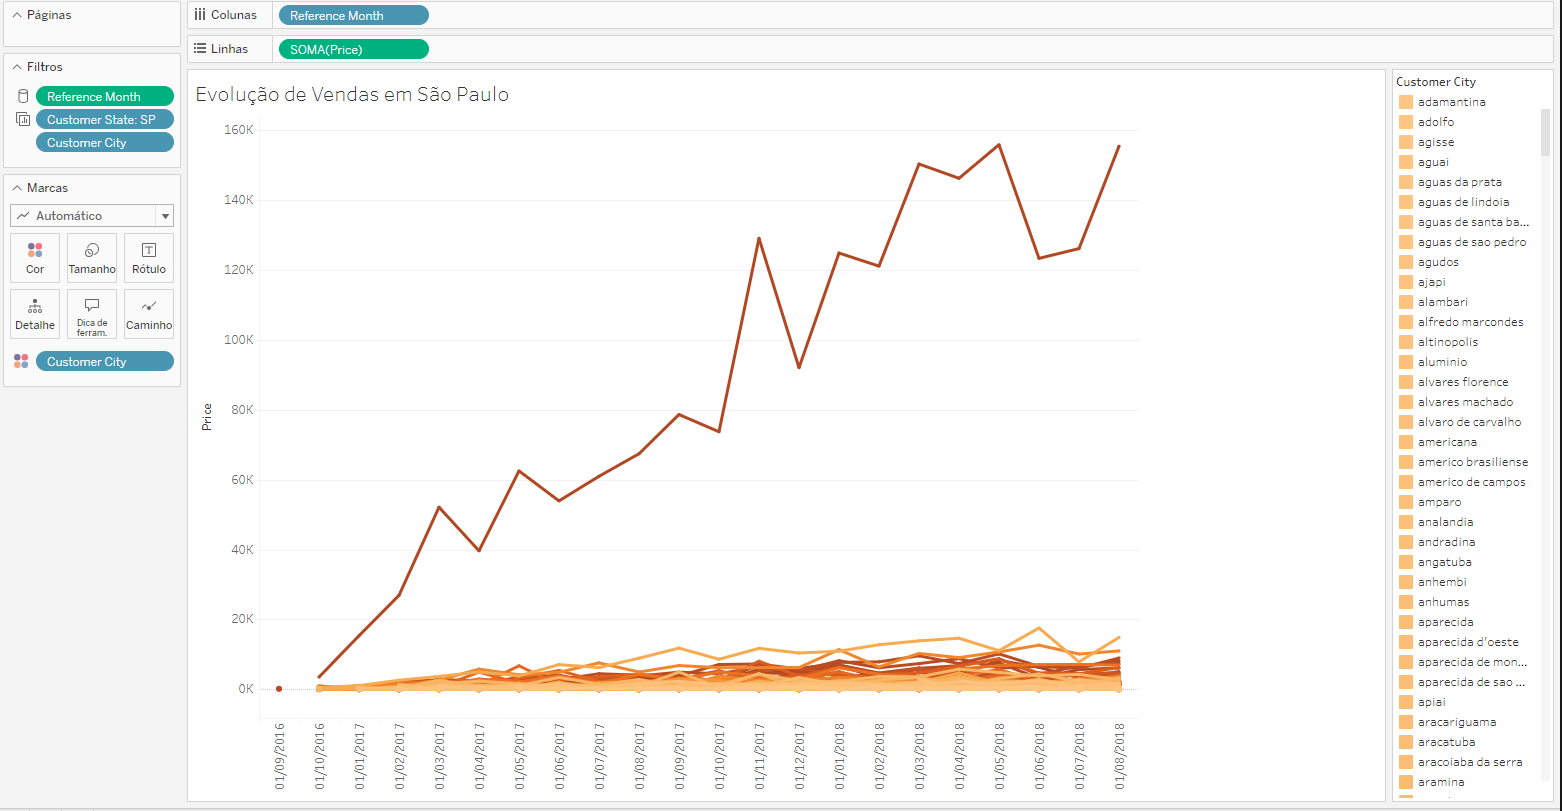 Páginas
Colunas
Reference Month
Linhas
SOMA(Price)
Filtros
Reference Month
Customer State: SP
Customer City
Marcas
Automático
Cor
Tamanho
Rótulo
Detalhe
Dica de
ferram.
Caminho
Customer City
Evolução de Vendas em São Paulo
160K
140K
120K
100K
80K
60K
40K
20K
0K
Price
01/09/2016
01/10/2016
01/01/2017
01/02/2017
01/03/2017
01/04/2017
01/05/2017
01/06/2017
01/07/2017
01/08/2017
01/09/2017
01/10/2017
01/11/2017
01/12/2017
01/01/2018
01/02/2018
01/03/2018
01/04/2018
01/05/2018
01/06/2018
01/07/2018
01/08/2018
Customer City
adamantina
adolfo
agisse
aguai
aguas da prata
aguas de lindoia
aguas de santa ba...
aguas de sao pedro
agudos
ajapi
alambari
alfredo marcondes
altinopolis
aluminio
alvares florence
alvares machado
alvaro de carvalho
americana
americo brasiliense
americo de campos
amparo
analandia
andradina
angatuba
anhembi
anhumas
aparecida
aparecida d'oeste
aparecida de mon...
aparecida de sao ...
apiai
aracariguama
aracatuba
aracoiaba da serra
aramina